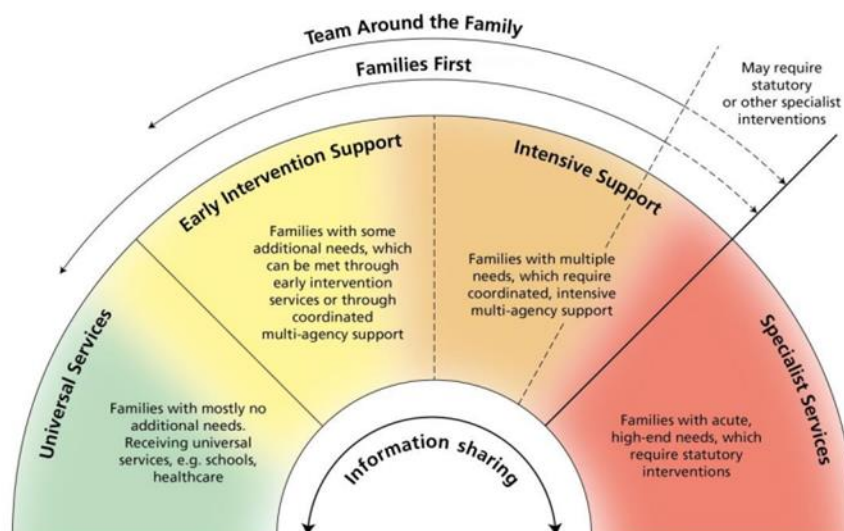 Team Around the Family
Families First
May require
statutory
or other specialist
interventions
Early Intervention Support
Intensive Support
Families with some
additional needs, which
can be met through
early intervention
services or through
coordinated
multi-agency support
Families with multiple
needs, which require
coordinated, intensive
multi-agency support
Universal Services
Specialist Services
Families with mostly no
additional needs.
Receiving universal
services, e.g. schools,
healthcare
Information sharing
Families with acute,
high-end needs, which
require statutory
interventions